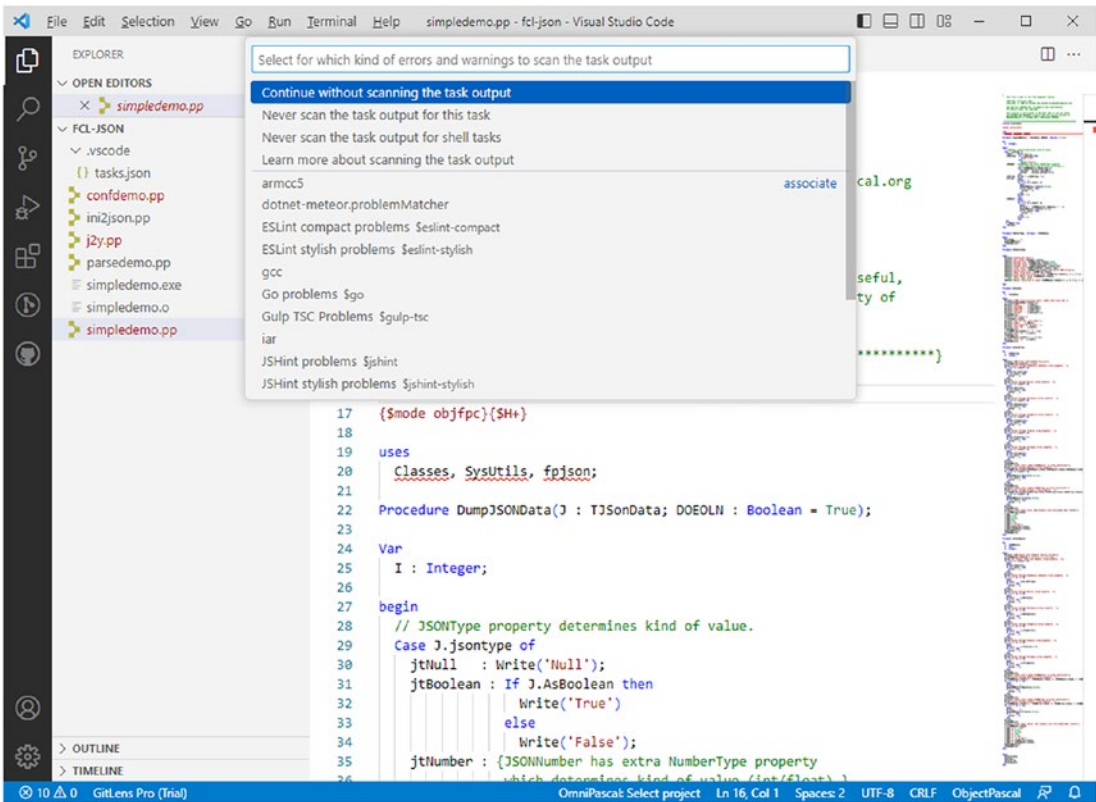 File Edit Selection View Go Run Terminal Help simpledemo.pp - fcl-json - Visual Studio Code
EXPLORER
OPEN EDITORS
simpledemo.pp
FCL-JSON
.vscode
{} tasks.json
confdemo.pp
ini2json.pp
j2y.pp
parsedemo.pp
simpledemo.exe
simpledemo.o
simpledemo.pp
OUTLINE
TIMELINE
Select for which kind of errors and warnings to scan the task output
Continue without scanning the task output
Never scan the task output for this task
Never scan the task output for shell tasks
Learn more about scanning the task output
armcc5 associate
dotnet-meteor.problemMatcher
ESLint compact problems $eslint-compact
ESLint stylish problems $eslint-stylish
gcc
Go problems $go
Gulp TSC Problems $gulp-tsc
iar
JSHint problems $jshint
JSHint stylish problems $jshint-stylish
cal.org
seful,
ty of
**********}
17 {$mode objfpc}{$H+}
18
19 uses
20 Classes, SysUtils, fpjson;
21
22 Procedure DumpJSONData(J : TJSonData; DOEOLN : Boolean = True);
23
24 Var
25 I : Integer;
26
27 begin
28 // JSONType property determines kind of value.
29 Case J.jsontype of
30 jtNull : Write('Null');
31 jtBoolean : If J.AsBoolean then
32 Write('True')
33 else
34 Write('False');
35 jtNumber : {JSONNumber has extra NumberType property
36 which determines kind of value (int/float).}
10 0 GitLens Pro (Trial) OmniPascal: Select project Ln 16, Col 1 Spaces: 2 UTF-8 CRLF ObjectPascal